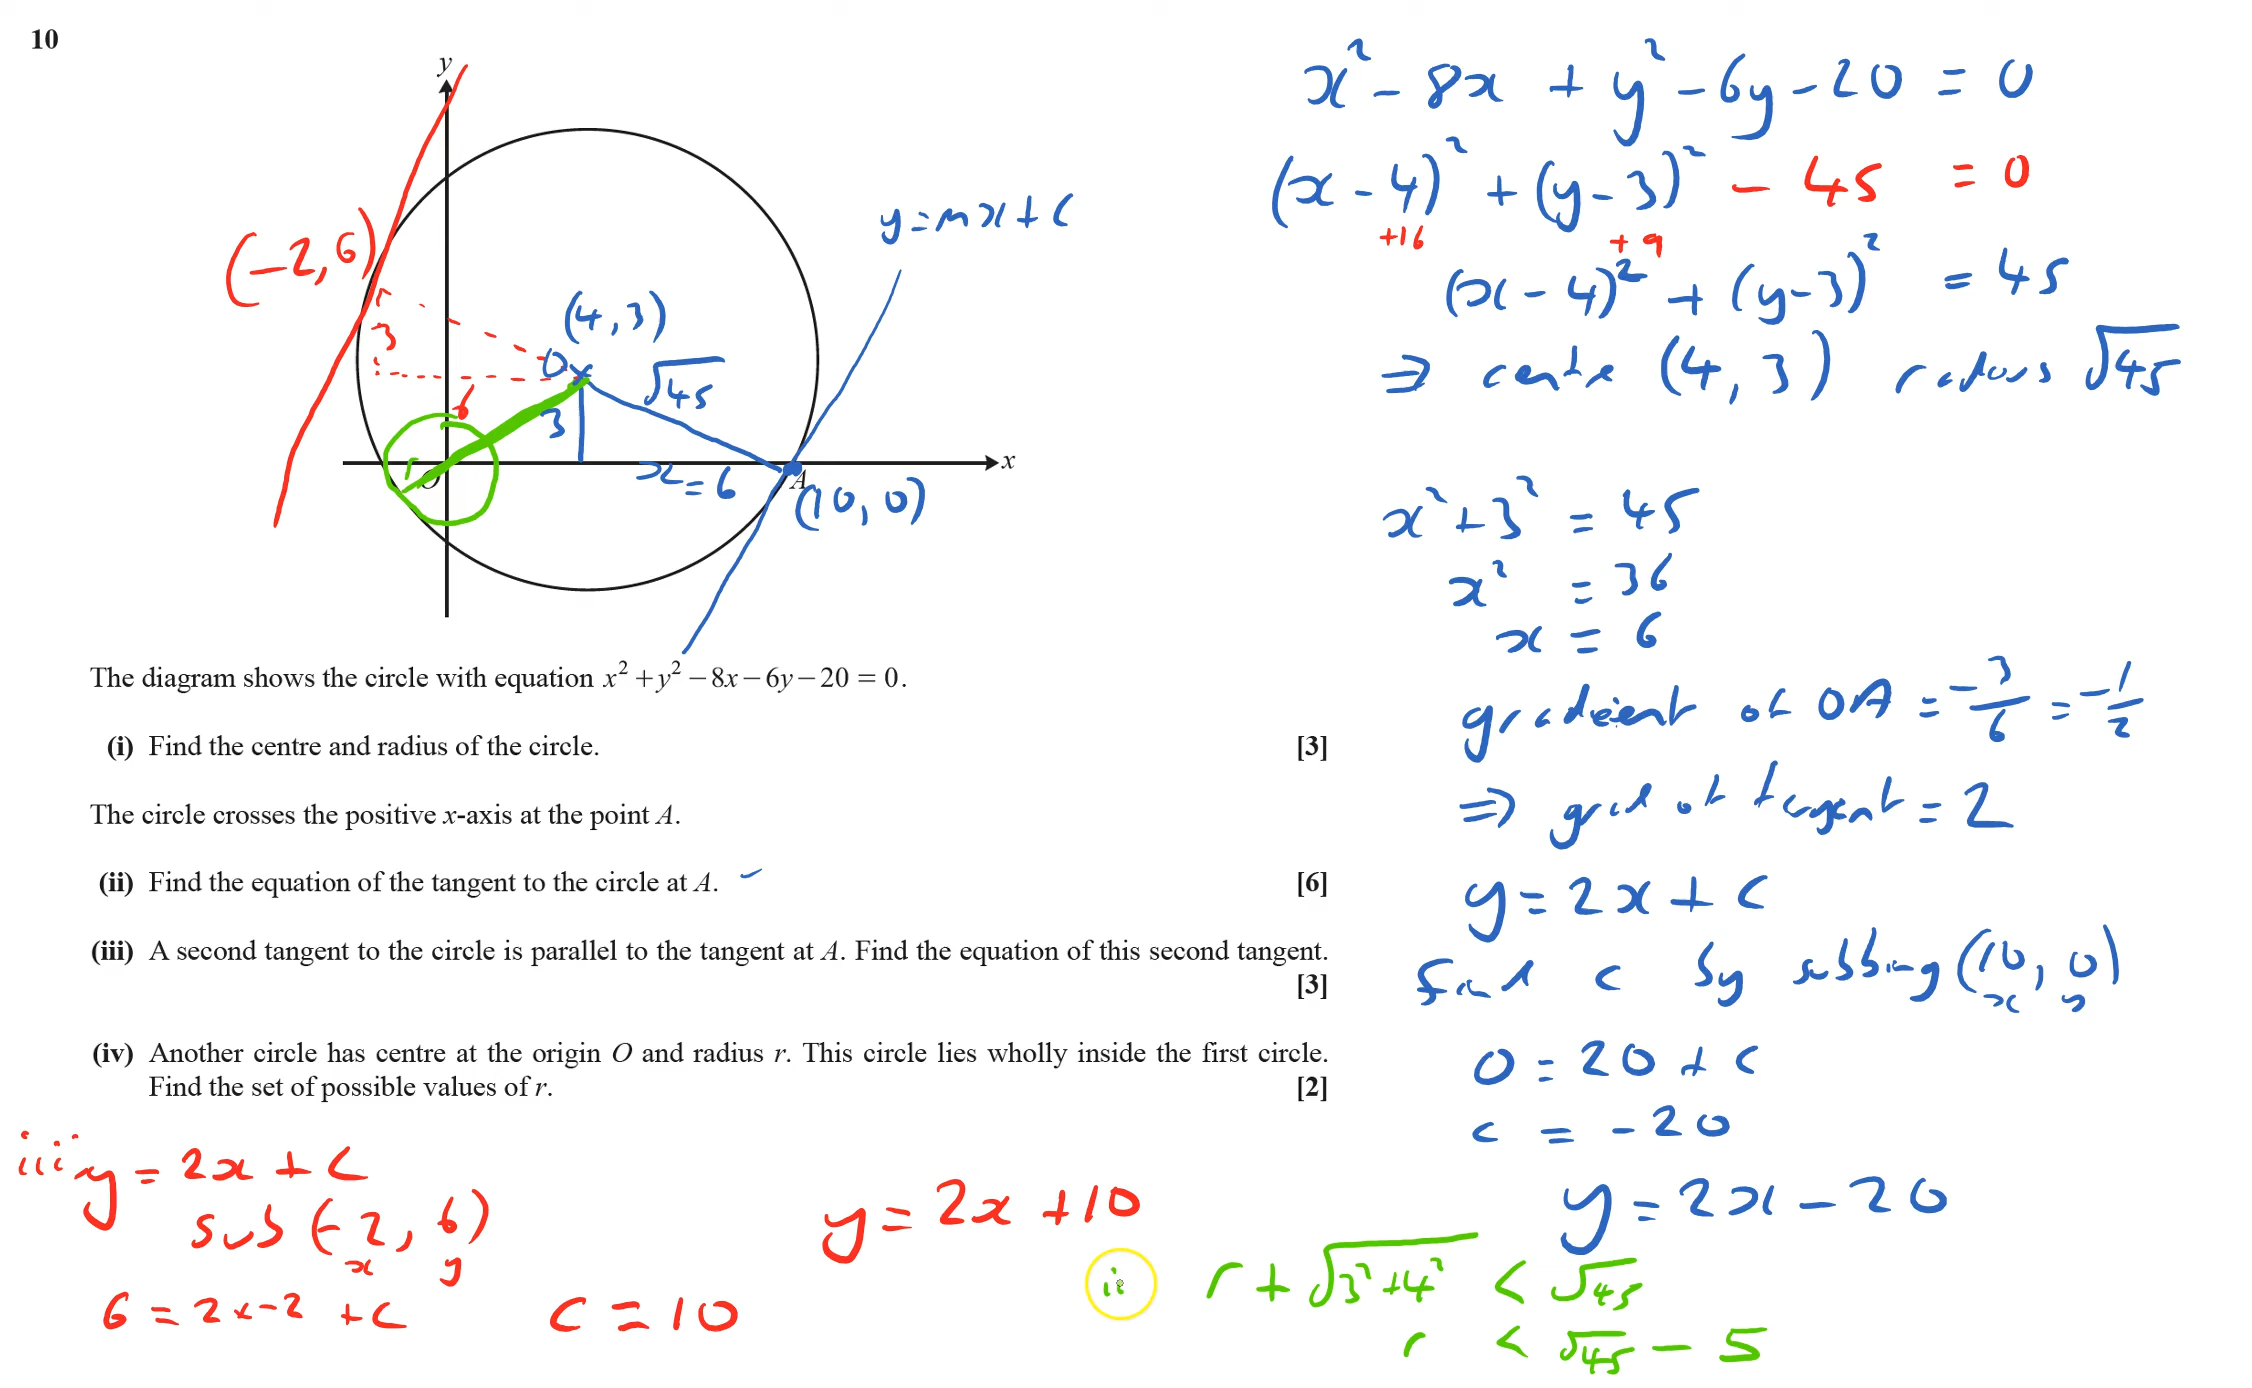 10
y
x
O
A
(-2,6)
3
6
(4,3)
O
√45
3
x=6
(10,0)
y=mx+c
r
The diagram shows the circle with equation x² + y² − 8x − 6y − 20 = 0.
(i) Find the centre and radius of the circle. [3]
The circle crosses the positive x-axis at the point A.
(ii) Find the equation of the tangent to the circle at A. [6]
(iii) A second tangent to the circle is parallel to the tangent at A. Find the equation of this second tangent.
[3]
(iv) Another circle has centre at the origin O and radius r. This circle lies wholly inside the first circle.
Find the set of possible values of r. [2]
x² - 8x + y² - 6y - 20 = 0
(x - 4)² + (y - 3)² - 45 = 0
+16 +9
(x - 4)² + (y-3)² = 45
⇒ centre (4, 3) radius √45
x² + 3² = 45
x² = 36
x = 6
gradient of OA = -3/6 = -1/2
⇒ grad of tangent = 2
y = 2x + c
find c by subbing (10, 0)
x y
0 = 20 + c
c = -20
y = 2x - 20
iii y = 2x + c
sub (-2, 6)
x y
6 = 2x-2 + c
c = 10
y = 2x + 10
ii r + √3²+4² < √45
r < √45 - 5